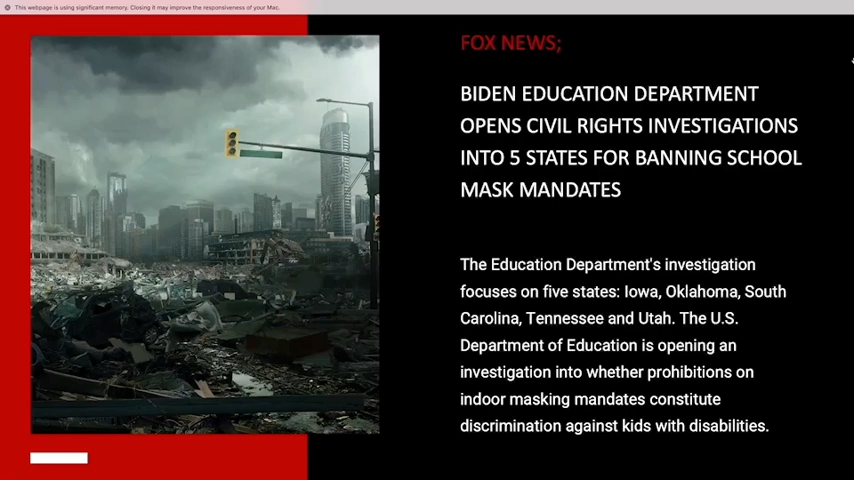 This webpage is using significant memory. Closing it may improve the responsiveness of your Mac.
FOX NEWS;
BIDEN EDUCATION DEPARTMENT
OPENS CIVIL RIGHTS INVESTIGATIONS
INTO 5 STATES FOR BANNING SCHOOL
MASK MANDATES
The Education Department's investigation
focuses on five states: Iowa, Oklahoma, South
Carolina, Tennessee and Utah. The U.S.
Department of Education is opening an
investigation into whether prohibitions on
indoor masking mandates constitute
discrimination against kids with disabilities.